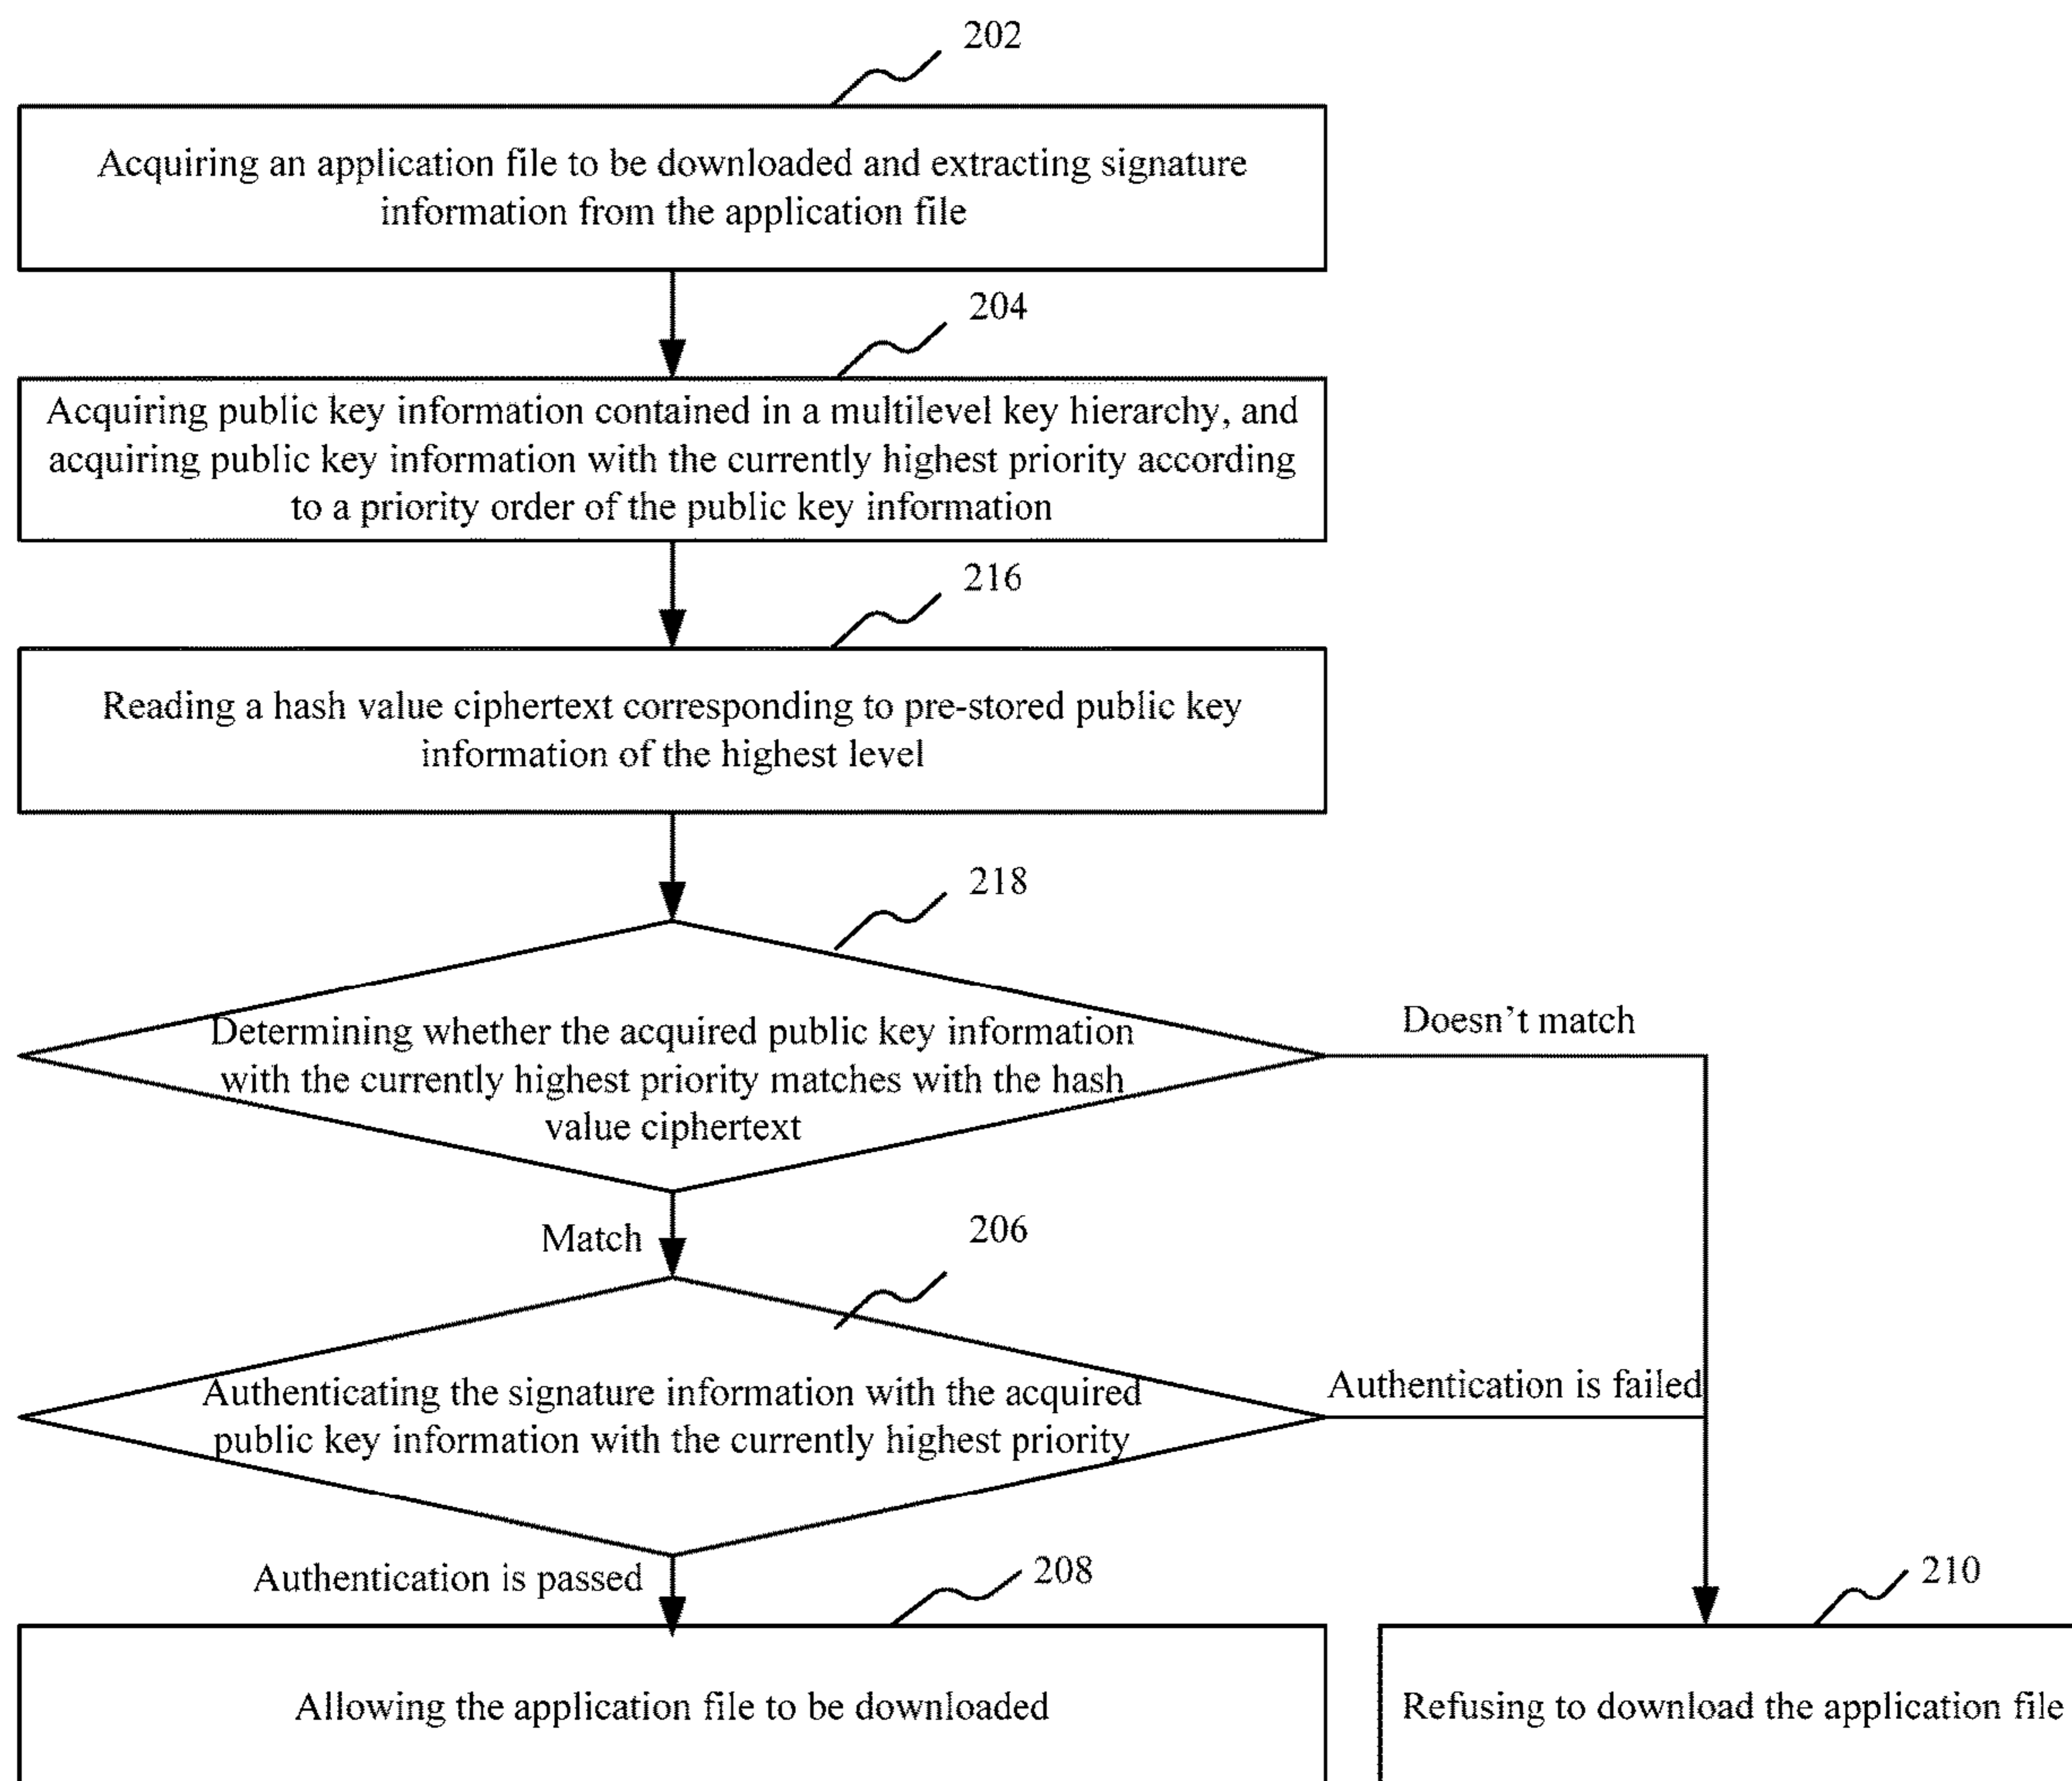 202
Acquiring an application file to be downloaded and extracting signature
information from the application file
204
Acquiring public key information contained in a multilevel key hierarchy, and
acquiring public key information with the currently highest priority according
to a priority order of the public key information
216
Reading a hash value ciphertext corresponding to pre-stored public key
information of the highest level
218
Determining whether the acquired public key information
with the currently highest priority matches with the hash
value ciphertext
Doesn't match
Match
206
Authenticating the signature information with the acquired
public key information with the currently highest priority
Authentication is failed
Authentication is passed
208
Allowing the application file to be downloaded
210
Refusing to download the application file